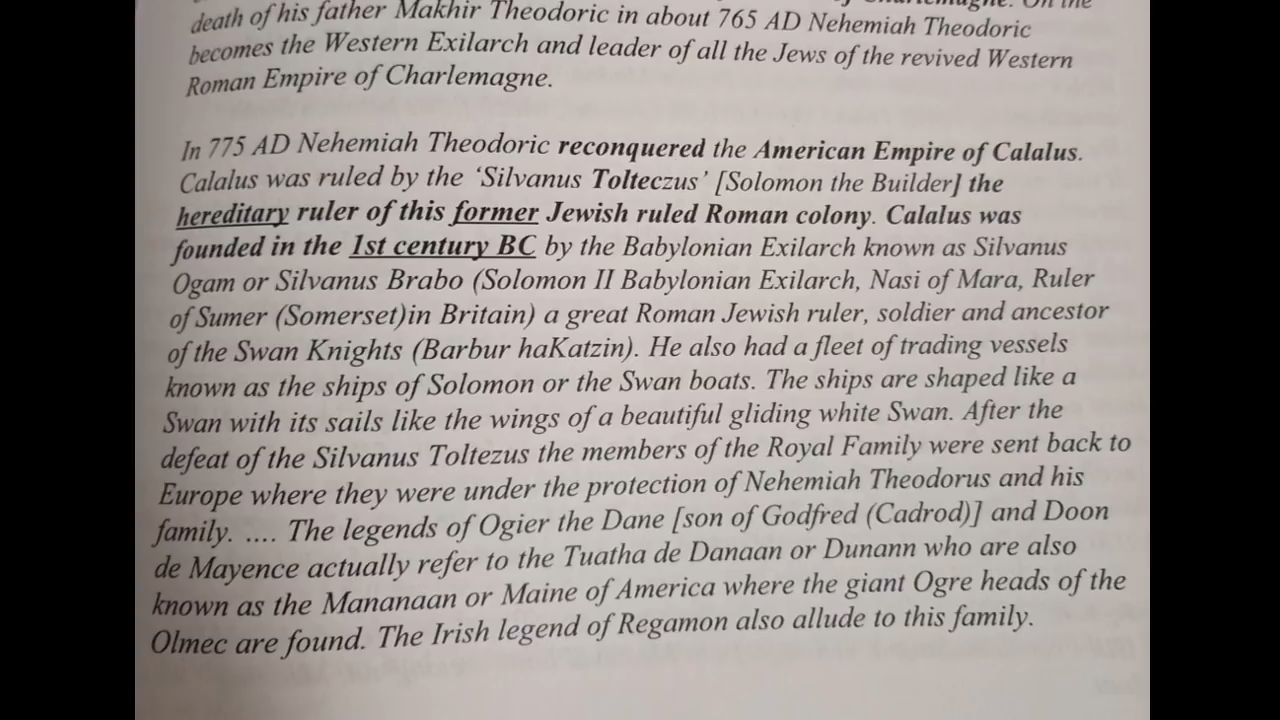 death of his father Makhir Theodoric in about 765 AD Nehemiah Theodoric
becomes the Western Exilarch and leader of all the Jews of the revived Western
Roman Empire of Charlemagne.
In 775 AD Nehemiah Theodoric reconquered the American Empire of Calalus.
Calalus was ruled by the ‘Silvanus Tolteczus’ [Solomon the Builder] the
hereditary ruler of this former Jewish ruled Roman colony. Calalus was
founded in the 1st century BC by the Babylonian Exilarch known as Silvanus
Ogam or Silvanus Brabo (Solomon II Babylonian Exilarch, Nasi of Mara, Ruler
of Sumer (Somerset)in Britain) a great Roman Jewish ruler, soldier and ancestor
of the Swan Knights (Barbur haKatzin). He also had a fleet of trading vessels
known as the ships of Solomon or the Swan boats. The ships are shaped like a
Swan with its sails like the wings of a beautiful gliding white Swan. After the
defeat of the Silvanus Toltezus the members of the Royal Family were sent back to
Europe where they were under the protection of Nehemiah Theodorus and his
family. .... The legends of Ogier the Dane [son of Godfred (Cadrod)] and Doon
de Mayence actually refer to the Tuatha de Danaan or Dunann who are also
known as the Mananaan or Maine of America where the giant Ogre heads of the
Olmec are found. The Irish legend of Regamon also allude to this family.